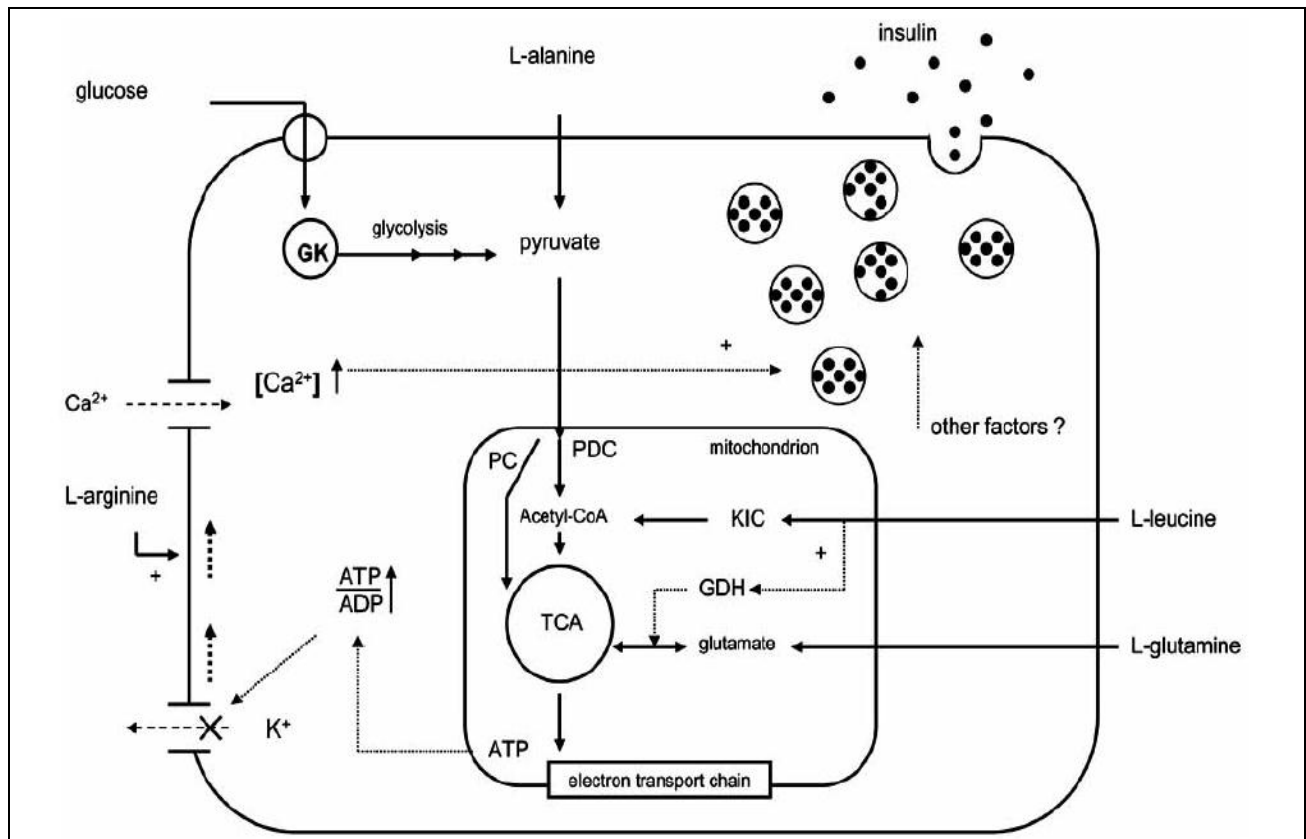 insulin
L-alanine
glucose
glycolysis
GK
pyruvate
+
[Ca²⁺]
Ca²⁺
other factors ?
mitochondrion
PC
PDC
L-arginine
Acetyl-CoA
KIC
L-leucine
+
+
ATP
ADP
GDH
TCA
glutamate
L-glutamine
K⁺
ATP
electron transport chain